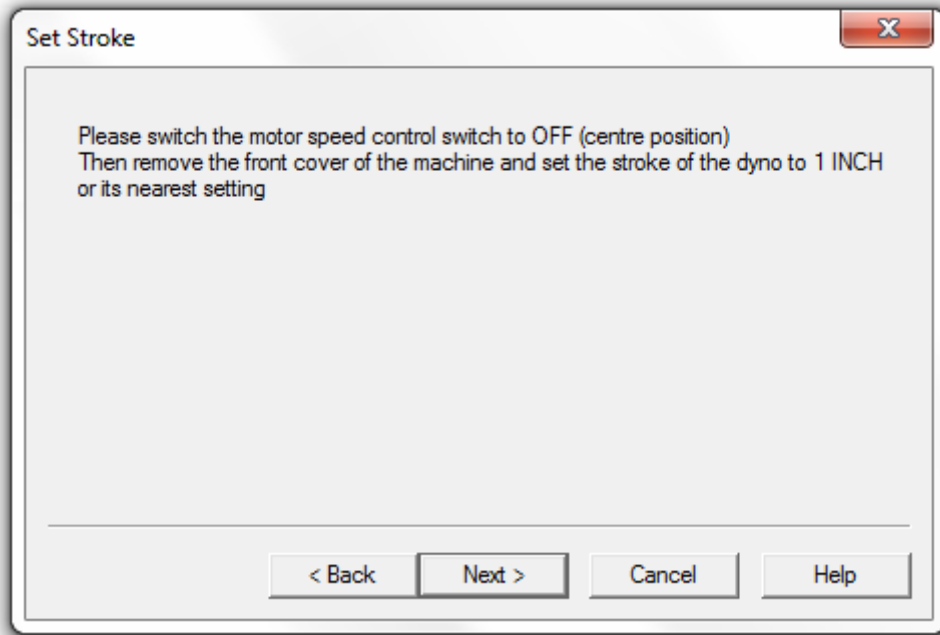 Set Stroke
Please switch the motor speed control switch to OFF (centre position)
Then remove the front cover of the machine and set the stroke of the dyno to 1 INCH
or its nearest setting
< Back Next > Cancel Help